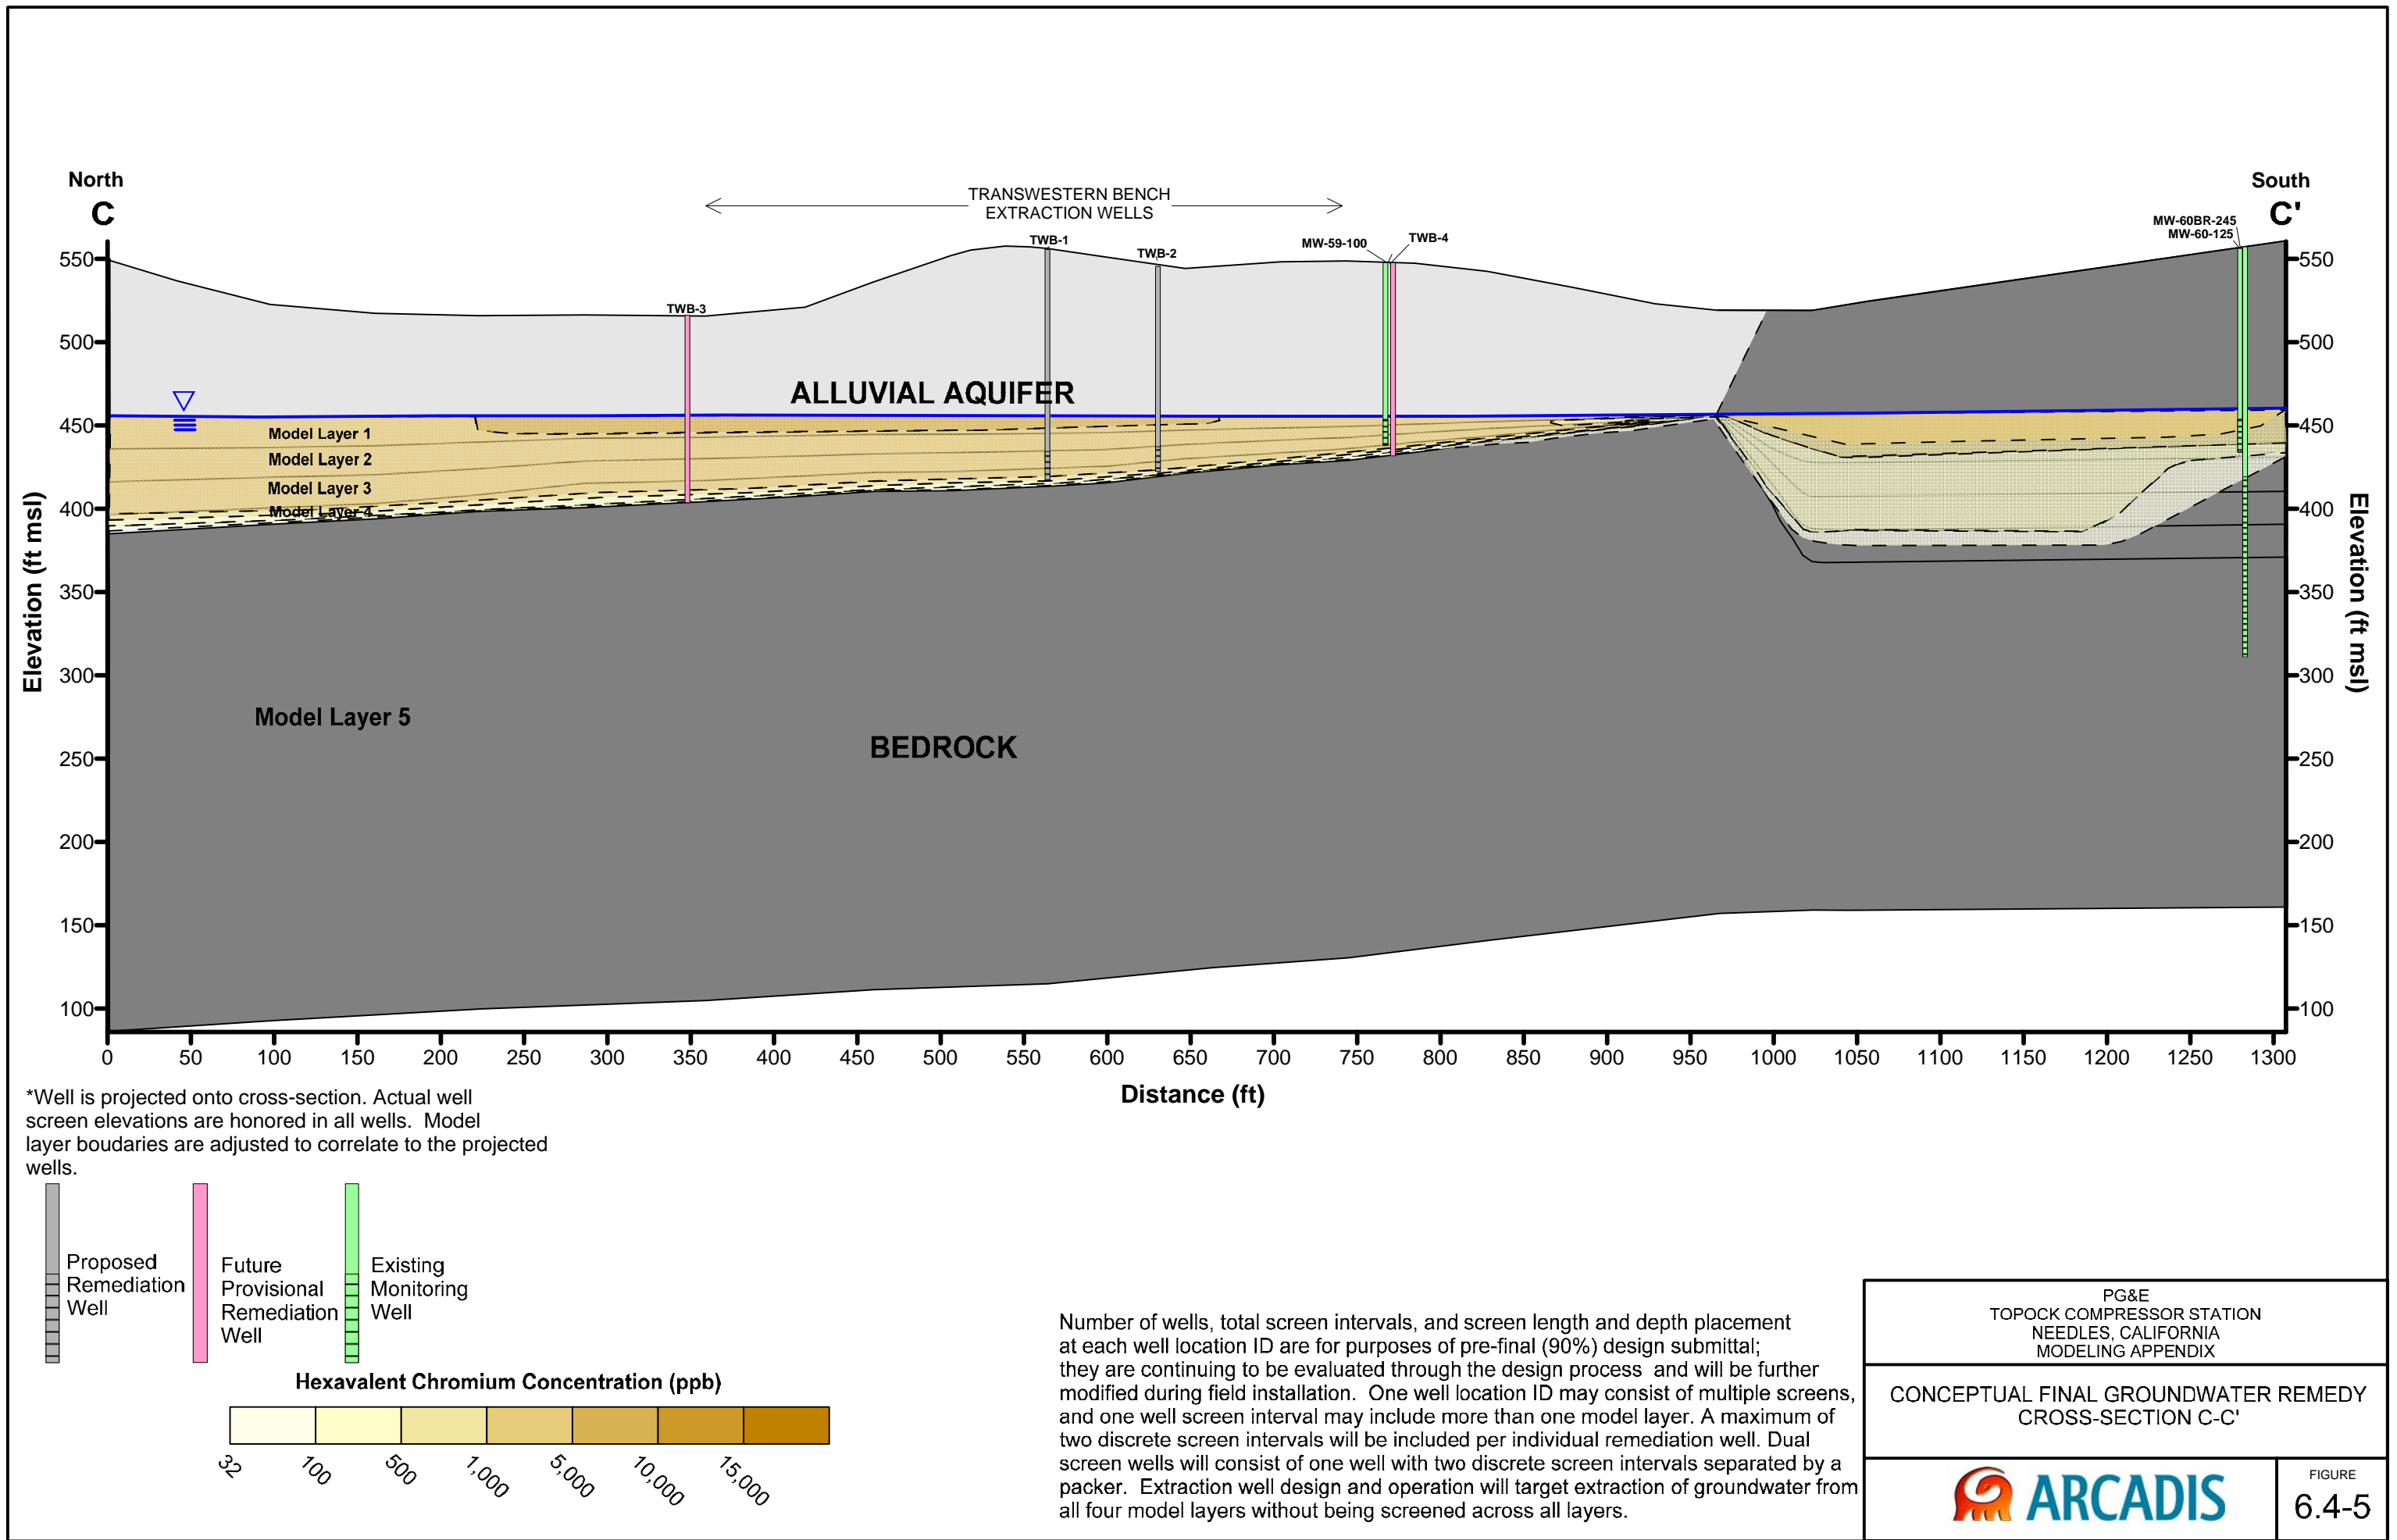 North
C
South
C'
TRANSWESTERN BENCH
EXTRACTION WELLS
MW-60BR-245
MW-60-125
TWB-1
TWB-2
MW-59-100
TWB-4
TWB-3
550
500
450
400
350
300
250
200
150
100
Elevation (ft msl)
ALLUVIAL AQUIFER
Model Layer 1
Model Layer 2
Model Layer 3
Model Layer 4
Model Layer 5
BEDROCK
550
500
450
400
350
300
250
200
150
100
Elevation (ft msl)
0 50 100 150 200 250 300 350 400 450 500 550 600 650 700 750 800 850 900 950 1000 1050 1100 1150 1200 1250 1300
Distance (ft)
*Well is projected onto cross-section. Actual well
screen elevations are honored in all wells. Model
layer boudaries are adjusted to correlate to the projected
wells.
Proposed
Remediation
Well
Future
Provisional
Remediation
Well
Existing
Monitoring
Well
Hexavalent Chromium Concentration (ppb)
32 100 500 1,000 5,000 10,000 15,000
Number of wells, total screen intervals, and screen length and depth placement
at each well location ID are for purposes of pre-final (90%) design submittal;
they are continuing to be evaluated through the design process and will be further
modified during field installation. One well location ID may consist of multiple screens,
and one well screen interval may include more than one model layer. A maximum of
two discrete screen intervals will be included per individual remediation well. Dual
screen wells will consist of one well with two discrete screen intervals separated by a
packer. Extraction well design and operation will target extraction of groundwater from
all four model layers without being screened across all layers.
PG&E
TOPOCK COMPRESSOR STATION
NEEDLES, CALIFORNIA
MODELING APPENDIX
CONCEPTUAL FINAL GROUNDWATER REMEDY
CROSS-SECTION C-C'
ARCADIS
FIGURE
6.4-5